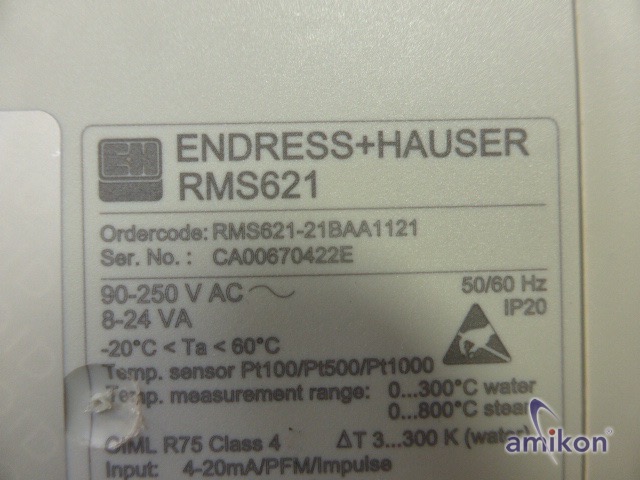 EH
ENDRESS+HAUSER
RMS621
Ordercode: RMS621-21BAA1121
Ser. No.: CA00670422E
90-250 V AC 50/60 Hz
8-24 VA IP20
-20°C < Ta < 60°C
Temp. sensor Pt100/Pt500/Pt1000
Temp. measurement range: 0...300°C water
0...800°C
OIML R75 Class 4 ΔT 3...300 K (water)
Input: 4-20mA/PFM/Impulse
amikon